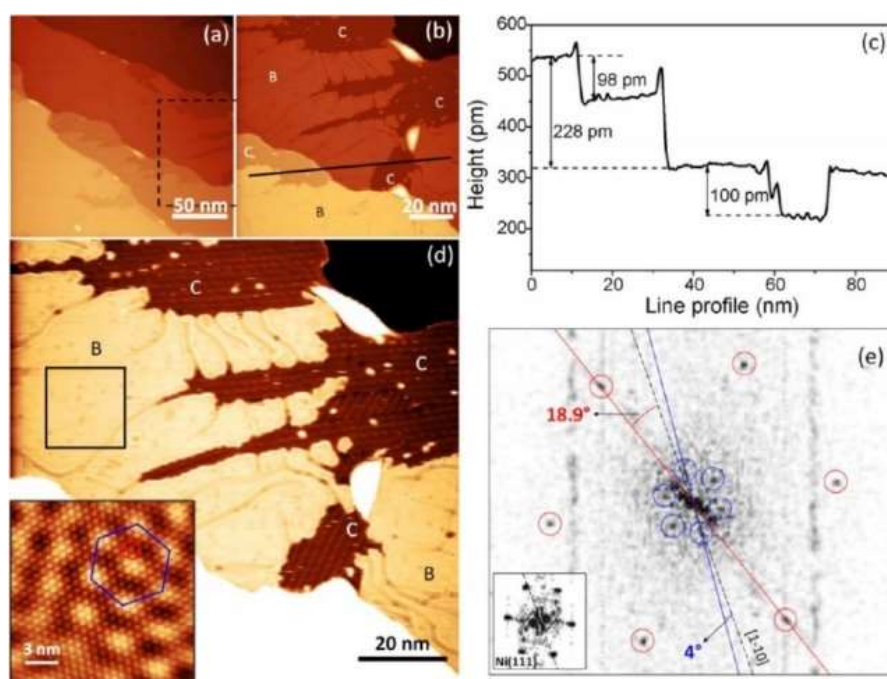 (a)
50 nm
(b)
C
B
C
C
C
B
20 nm
(c)
Height (pm)
600
500
400
300
200
98 pm
228 pm
100 pm
0
20
40
60
80
Line profile (nm)
(d)
C
B
C
C
B
3 nm
20 nm
(e)
18.9°
4°
[1-10]
Ni(111)